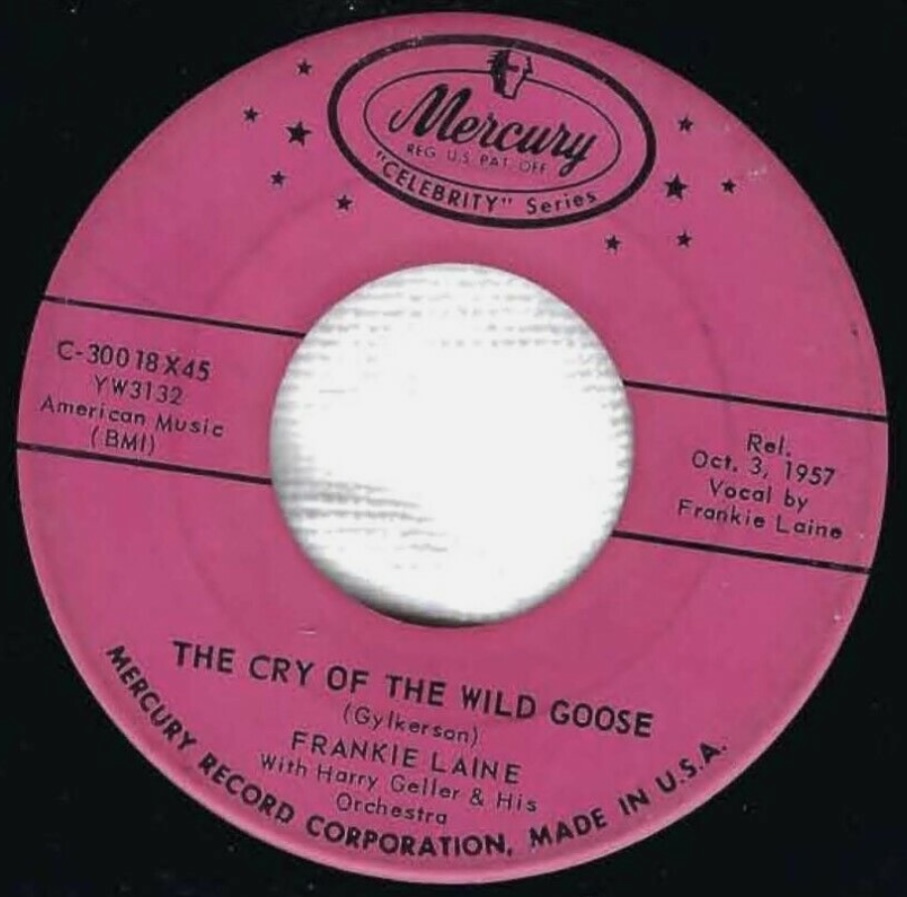 Mercury
REG. U.S. PAT. OFF.
"CELEBRITY" Series
C-30018X45
YW3132
American Music
(BMI)
Rel.
Oct. 3, 1957
Vocal by
Frankie Laine
THE CRY OF THE WILD GOOSE
(Gylkerson)
FRANKIE LAINE
With Harry Geller & His
Orchestra
MERCURY RECORD CORPORATION, MADE IN U.S.A.